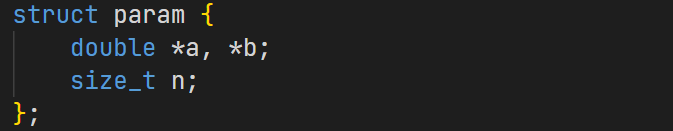 struct param {
    double *a, *b;
    size_t n;
};